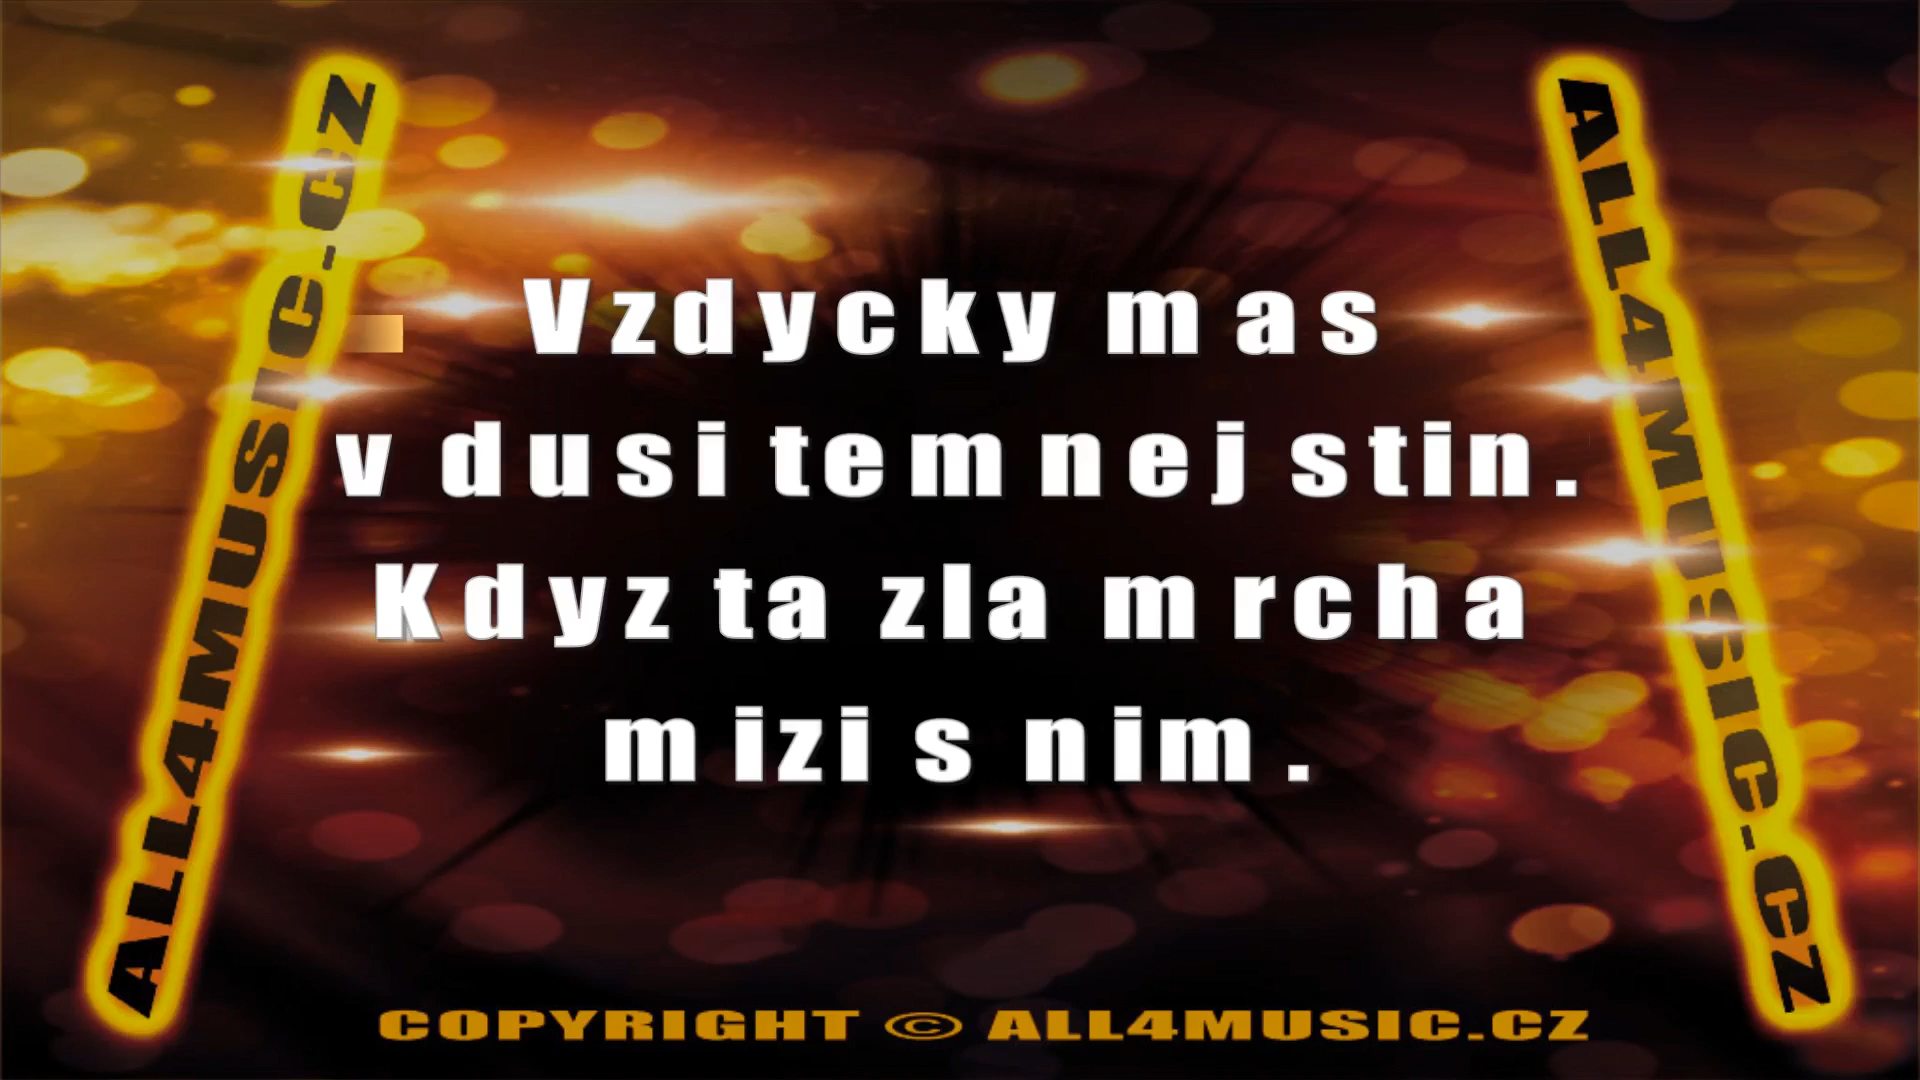 Vzdycky mas
v dusi temnej stin.
Kdyz ta zla mrcha
mizi s nim.
ALL4MUSIC-CZ
ALL4MUSIC-CZ
COPYRIGHT © ALL4MUSIC.CZ